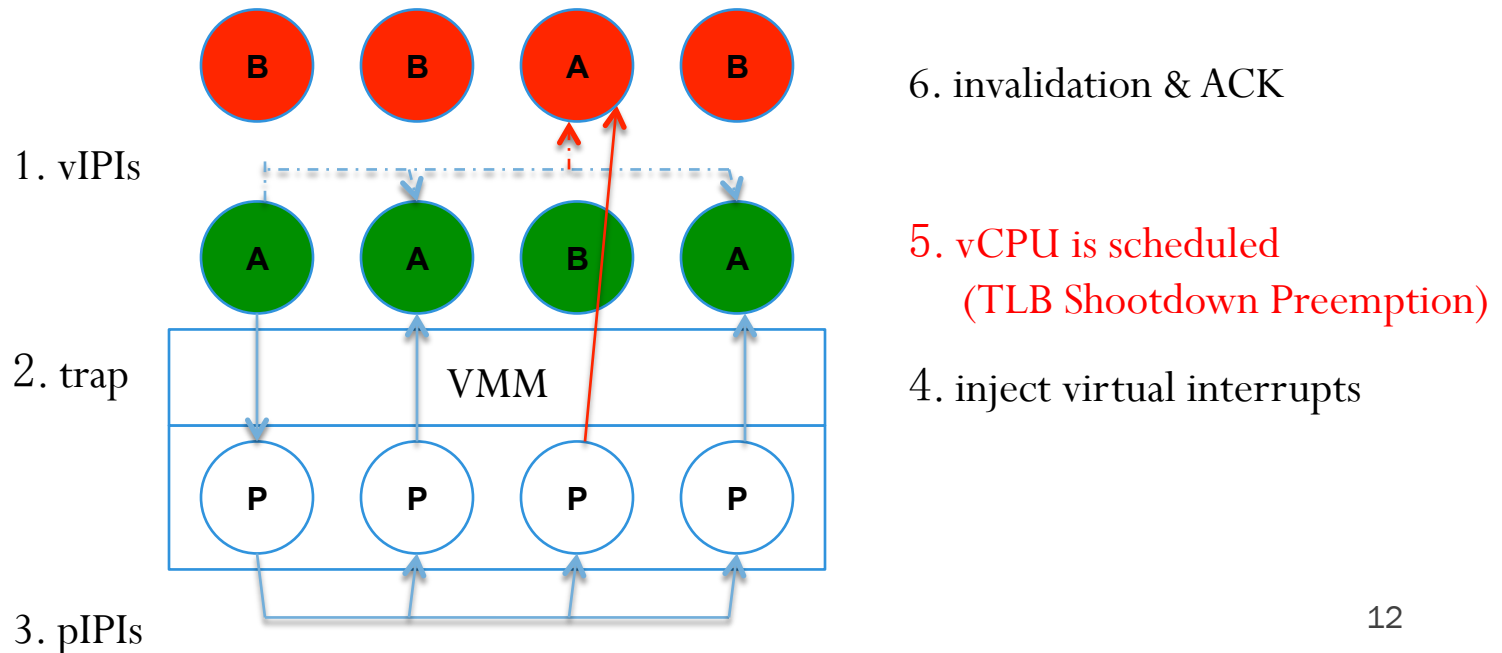 B B A B
6. invalidation & ACK
1. vIPIs
A A B A
5. vCPU is scheduled
(TLB Shootdown Preemption)
2. trap
VMM
4. inject virtual interrupts
P P P P
3. pIPIs
12